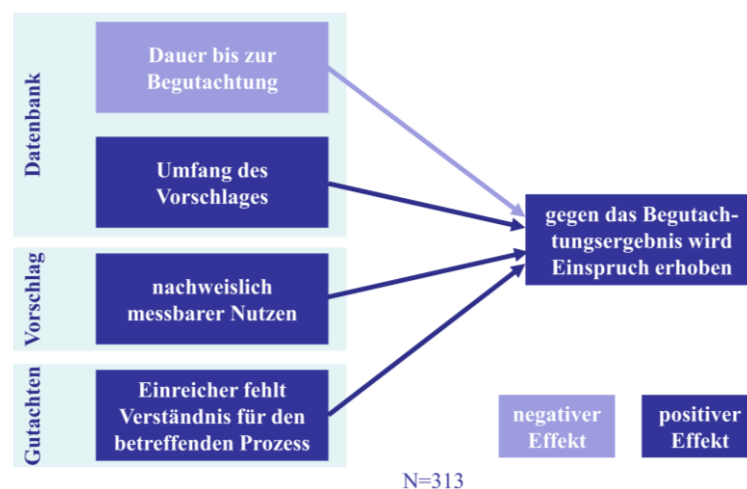 Datenbank
Dauer bis zur
Begutachtung
Umfang des
Vorschlages
Vorschlag
nachweislich
messbarer Nutzen
Gutachten
Einreicher fehlt
Verständnis für den
betreffenden Prozess
gegen das Begutach-
tungsergebnis wird
Einspruch erhoben
negativer
Effekt
positiver
Effekt
N=313